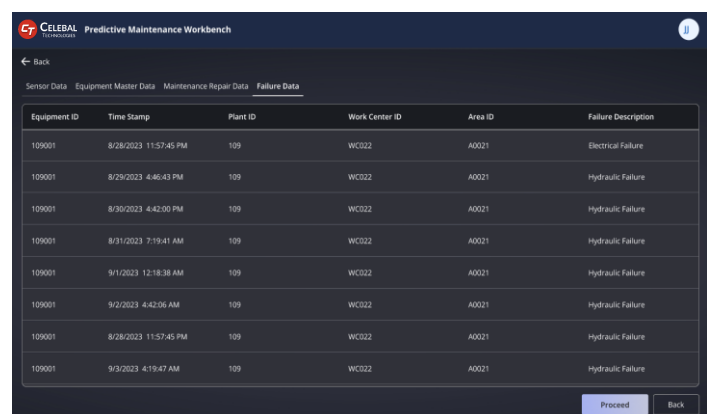 CT CELEBAL TECHNOLOGIES Predictive Maintenance Workbench JJ
← Back
Sensor Data Equipment Master Data Maintenance Repair Data Failure Data
Equipment ID Time Stamp Plant ID Work Center ID Area ID Failure Description
109001 8/28/2023 11:57:45 PM 109 WC022 A0021 Electrical Failure
109001 8/29/2023 4:46:43 PM 109 WC022 A0021 Hydraulic Failure
109001 8/30/2023 4:42:00 PM 109 WC022 A0021 Hydraulic Failure
109001 8/31/2023 7:19:41 AM 109 WC022 A0021 Hydraulic Failure
109001 9/1/2023 12:18:38 AM 109 WC022 A0021 Hydraulic Failure
109001 9/2/2023 4:42:06 AM 109 WC022 A0021 Hydraulic Failure
109001 8/28/2023 11:57:45 PM 109 WC022 A0021 Hydraulic Failure
109001 9/3/2023 4:19:47 AM 109 WC022 A0021 Hydraulic Failure
Proceed Back